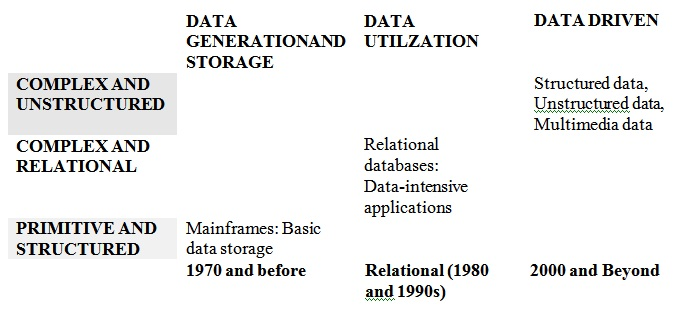 DATA GENERATIONAND STORAGE
DATA UTILZATION
DATA DRIVEN
COMPLEX AND UNSTRUCTURED
Structured data, Unstructured data, Multimedia data
COMPLEX AND RELATIONAL
Relational databases: Data-intensive applications
PRIMITIVE AND STRUCTURED
Mainframes: Basic data storage
1970 and before
Relational (1980 and 1990s)
2000 and Beyond